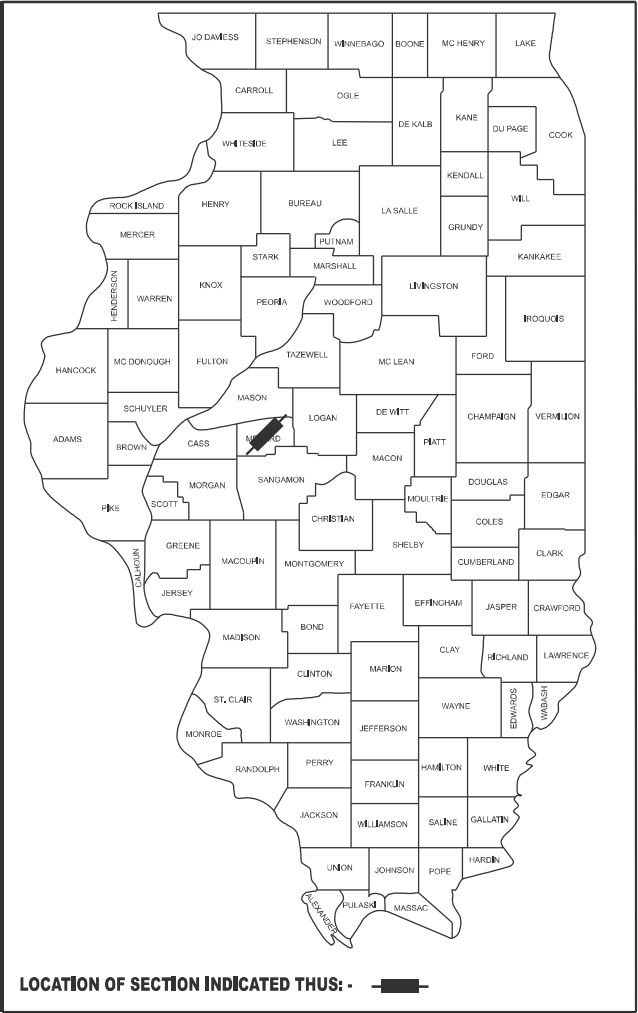 JO DAVIESS
STEPHENSON
WINNEBAGO
BOONE
MC HENRY
LAKE
CARROLL
OGLE
DE KALB
KANE
DU PAGE
COOK
WHITESIDE
LEE
KENDALL
WILL
ROCK ISLAND
HENRY
BUREAU
LA SALLE
GRUNDY
MERCER
PUTNAM
STARK
MARSHALL
KANKAKEE
HENDERSON
WARREN
KNOX
PEORIA
WOODFORD
LIVINGSTON
IROQUOIS
HANCOCK
MC DONOUGH
FULTON
TAZEWELL
MC LEAN
FORD
SCHUYLER
MASON
LOGAN
DE WITT
CHAMPAIGN
VERMILION
ADAMS
BROWN
CASS
PIATT
MACON
MORGAN
SANGAMON
DOUGLAS
EDGAR
PIKE
SCOTT
CHRISTIAN
MOULTRIE
COLES
GREENE
CALHOUN
MACOUPIN
MONTGOMERY
SHELBY
CUMBERLAND
CLARK
JERSEY
FAYETTE
EFFINGHAM
JASPER
CRAWFORD
MADISON
BOND
CLAY
RICHLAND
LAWRENCE
CLINTON
MARION
ST. CLAIR
WAYNE
EDWARDS
WABASH
WASHINGTON
JEFFERSON
MONROE
RANDOLPH
PERRY
HAMILTON
WHITE
FRANKLIN
JACKSON
WILLIAMSON
SALINE
GALLATIN
UNION
JOHNSON
POPE
HARDIN
ALEXANDER
PULASKI
MASSAC
LOCATION OF SECTION INDICATED THUS: -